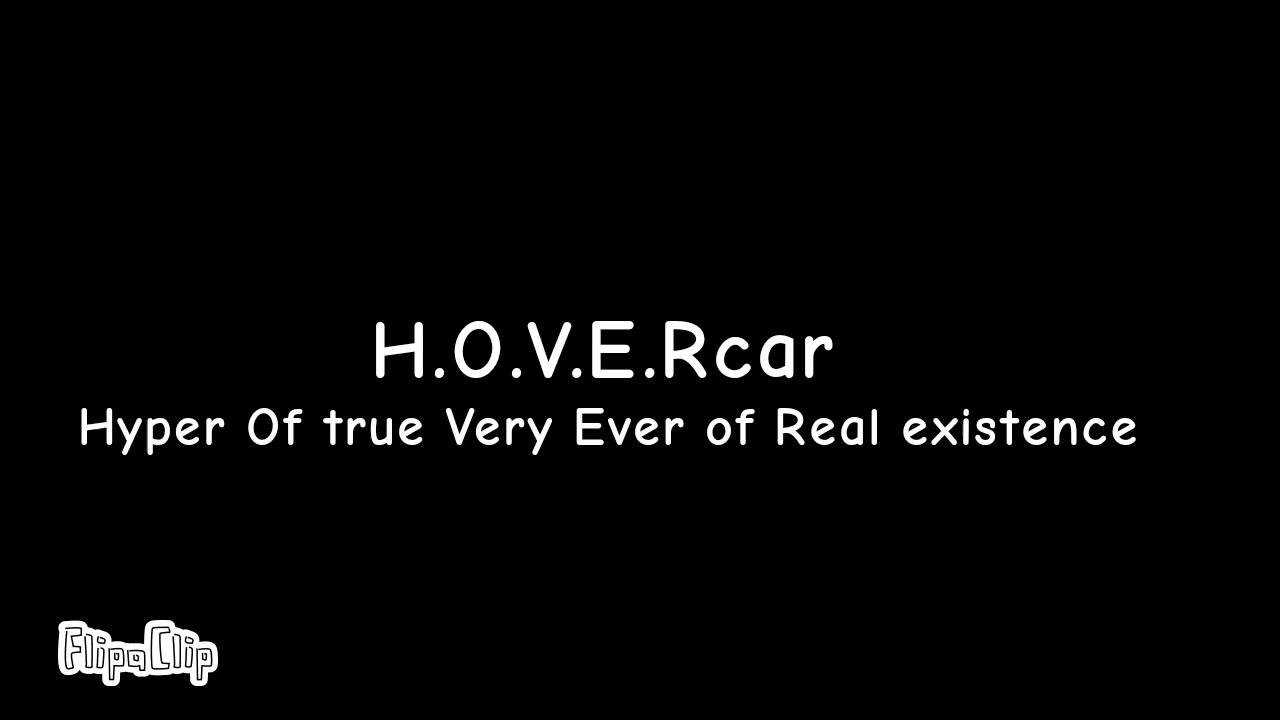 H.O.V.E.Rcar
Hyper Of true Very Ever of Real existence
FlipaClip